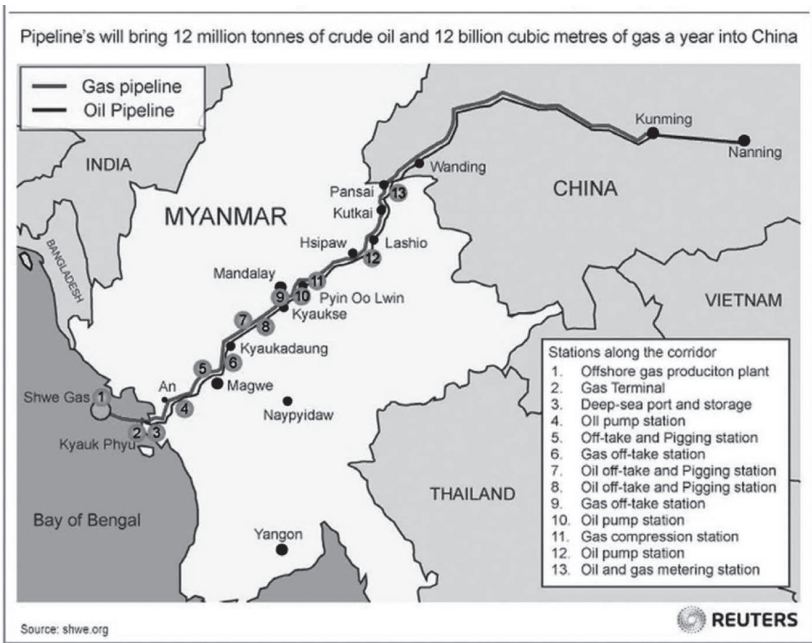 Pipeline's will bring 12 million tonnes of crude oil and 12 billion cubic metres of gas a year into China
Gas pipeline
Oil Pipeline
INDIA
BANGLADESH
MYANMAR
CHINA
Kunming
Nanning
Wanding
Pansai
13
Kutkai
Hsipaw
Lashio
12
Mandalay
11
9
10
Pyin Oo Lwin
Kyaukse
7
8
Kyaukadaung
5
6
An
Magwe
4
Naypyidaw
Shwe Gas
1
2
3
Kyauk Phyu
Bay of Bengal
Yangon
THAILAND
VIETNAM
Stations along the corridor
1. Offshore gas produciton plant
2. Gas Terminal
3. Deep-sea port and storage
4. OIl pump station
5. Off-take and Pigging station
6. Gas off-take station
7. Oil off-take and Pigging station
8. Oil off-take and Pigging station
9. Gas off-take station
10. Oil pump station
11. Gas compression station
12. Oil pump station
13. Oil and gas metering station
Source: shwe.org
REUTERS